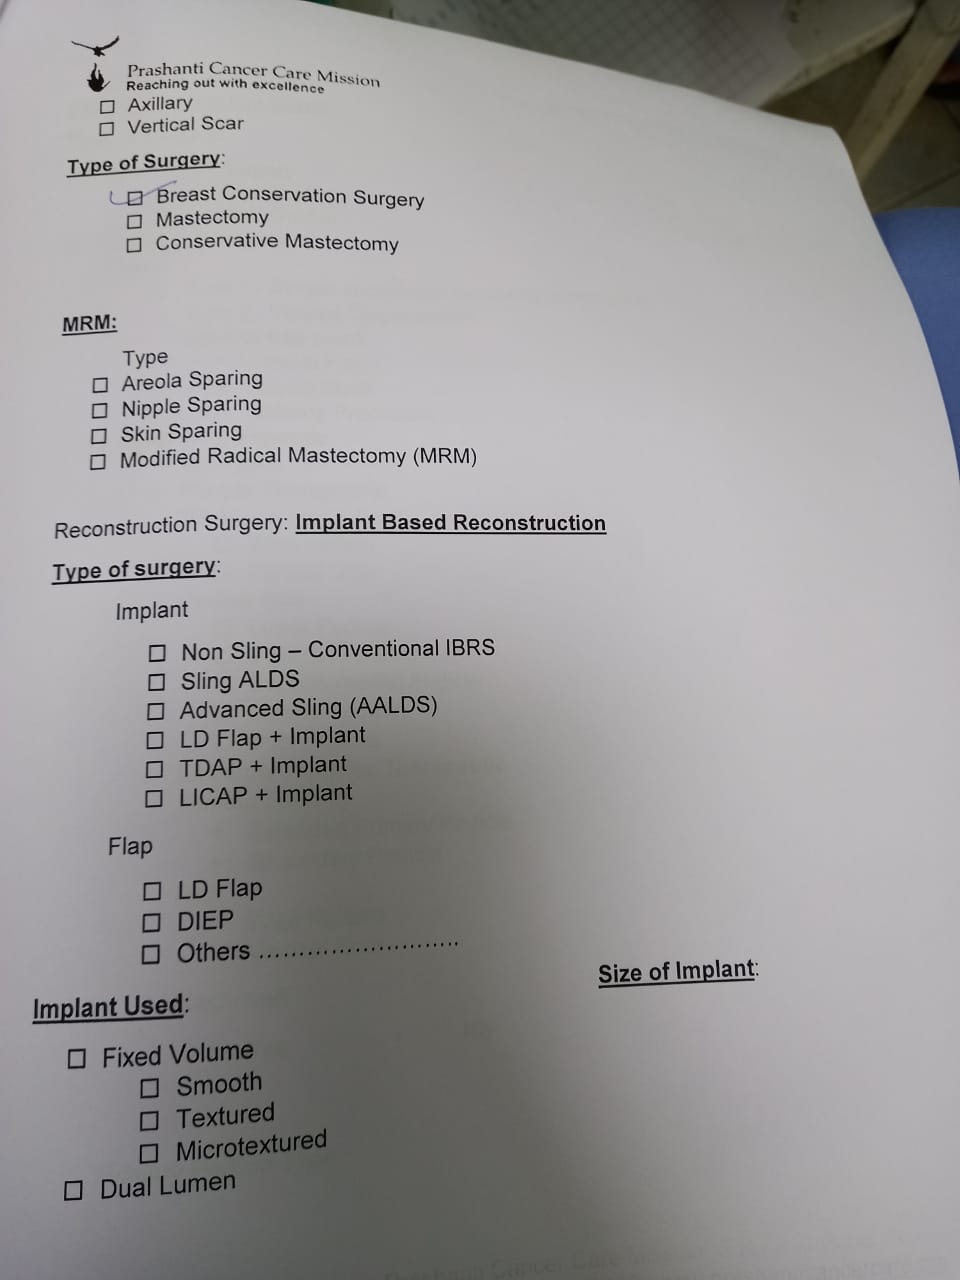 Prashanti Cancer Care Mission
Reaching out with excellence
☐ Axillary
☐ Vertical Scar
Type of Surgery:
☑ Breast Conservation Surgery
☐ Mastectomy
☐ Conservative Mastectomy
MRM:
Type
☐ Areola Sparing
☐ Nipple Sparing
☐ Skin Sparing
☐ Modified Radical Mastectomy (MRM)
Reconstruction Surgery: Implant Based Reconstruction
Type of surgery:
Implant
☐ Non Sling – Conventional IBRS
☐ Sling ALDS
☐ Advanced Sling (AALDS)
☐ LD Flap + Implant
☐ TDAP + Implant
☐ LICAP + Implant
Flap
☐ LD Flap
☐ DIEP
☐ Others ..........................
Size of Implant:
Implant Used:
☐ Fixed Volume
☐ Smooth
☐ Textured
☐ Microtextured
☐ Dual Lumen